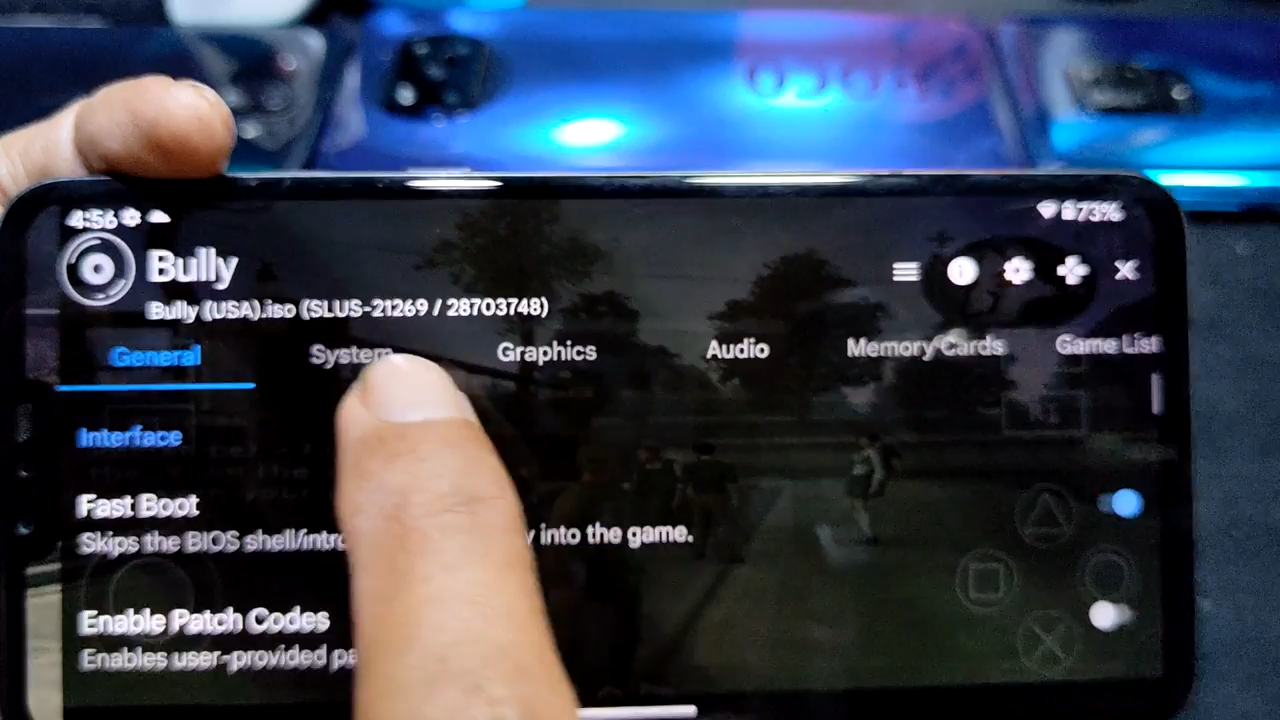 4:56 73%
Bully
Bully (USA).iso (SLUS-21269 / 28703748)
General System Graphics Audio Memory Cards Game List
Interface
Fast Boot
Skips the BIOS shell/intro into the game.
Enable Patch Codes
Enables user-provided